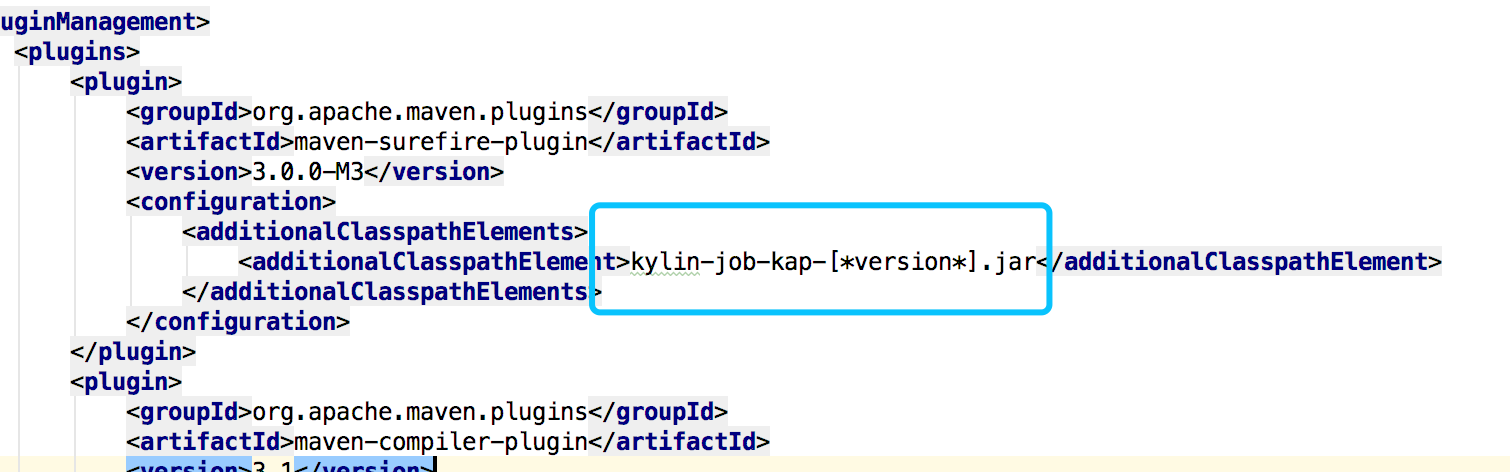 uginManagement>
<plugins>
<plugin>
<groupId>org.apache.maven.plugins</groupId>
<artifactId>maven-surefire-plugin</artifactId>
<version>3.0.0-M3</version>
<configuration>
<additionalClasspathElements>
<additionalClasspathElement>kylin-job-kap-[*version*].jar</additionalClasspathElement>
</additionalClasspathElements>
</configuration>
</plugin>
<plugin>
<groupId>org.apache.maven.plugins</groupId>
<artifactId>maven-compiler-plugin</artifactId>
<version>3.1</version>